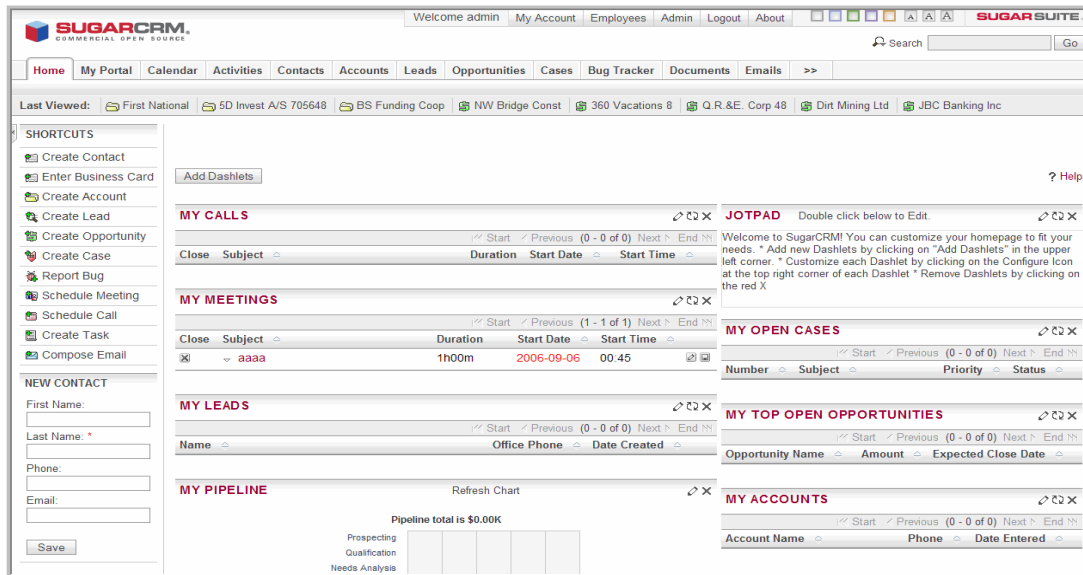 Welcome admin My Account Employees Admin Logout About A A A SUGARSUITE
SUGARCRM.
COMMERCIAL OPEN SOURCE
Search Go
Home My Portal Calendar Activities Contacts Accounts Leads Opportunities Cases Bug Tracker Documents Emails >>
Last Viewed: First National 5D Invest A/S 705648 BS Funding Coop NW Bridge Const 360 Vacations 8 Q.R.&E. Corp 48 Dirt Mining Ltd JBC Banking Inc
SHORTCUTS
Create Contact
Enter Business Card
Create Account
Create Lead
Create Opportunity
Create Case
Report Bug
Schedule Meeting
Schedule Call
Create Task
Compose Email
NEW CONTACT
First Name:
Last Name: *
Phone:
Email:
Save
Add Dashlets
? Help
MY CALLS
Start Previous (0 - 0 of 0) Next End
Close Subject Duration Start Date Start Time
MY MEETINGS
Start Previous (1 - 1 of 1) Next End
Close Subject Duration Start Date Start Time
aaaa 1h00m 2006-09-06 00:45
MY LEADS
Start Previous (0 - 0 of 0) Next End
Name Office Phone Date Created
MY PIPELINE Refresh Chart
Pipeline total is $0.00K
Prospecting
Qualification
Needs Analysis
JOTPAD Double click below to Edit.
Welcome to SugarCRM! You can customize your homepage to fit your
needs. * Add new Dashlets by clicking on "Add Dashlets" in the upper
left corner. * Customize each Dashlet by clicking on the Configure Icon
at the top right corner of each Dashlet * Remove Dashlets by clicking on
the red X
MY OPEN CASES
Start Previous (0 - 0 of 0) Next End
Number Subject Priority Status
MY TOP OPEN OPPORTUNITIES
Start Previous (0 - 0 of 0) Next End
Opportunity Name Amount Expected Close Date
MY ACCOUNTS
Start Previous (0 - 0 of 0) Next End
Account Name Phone Date Entered